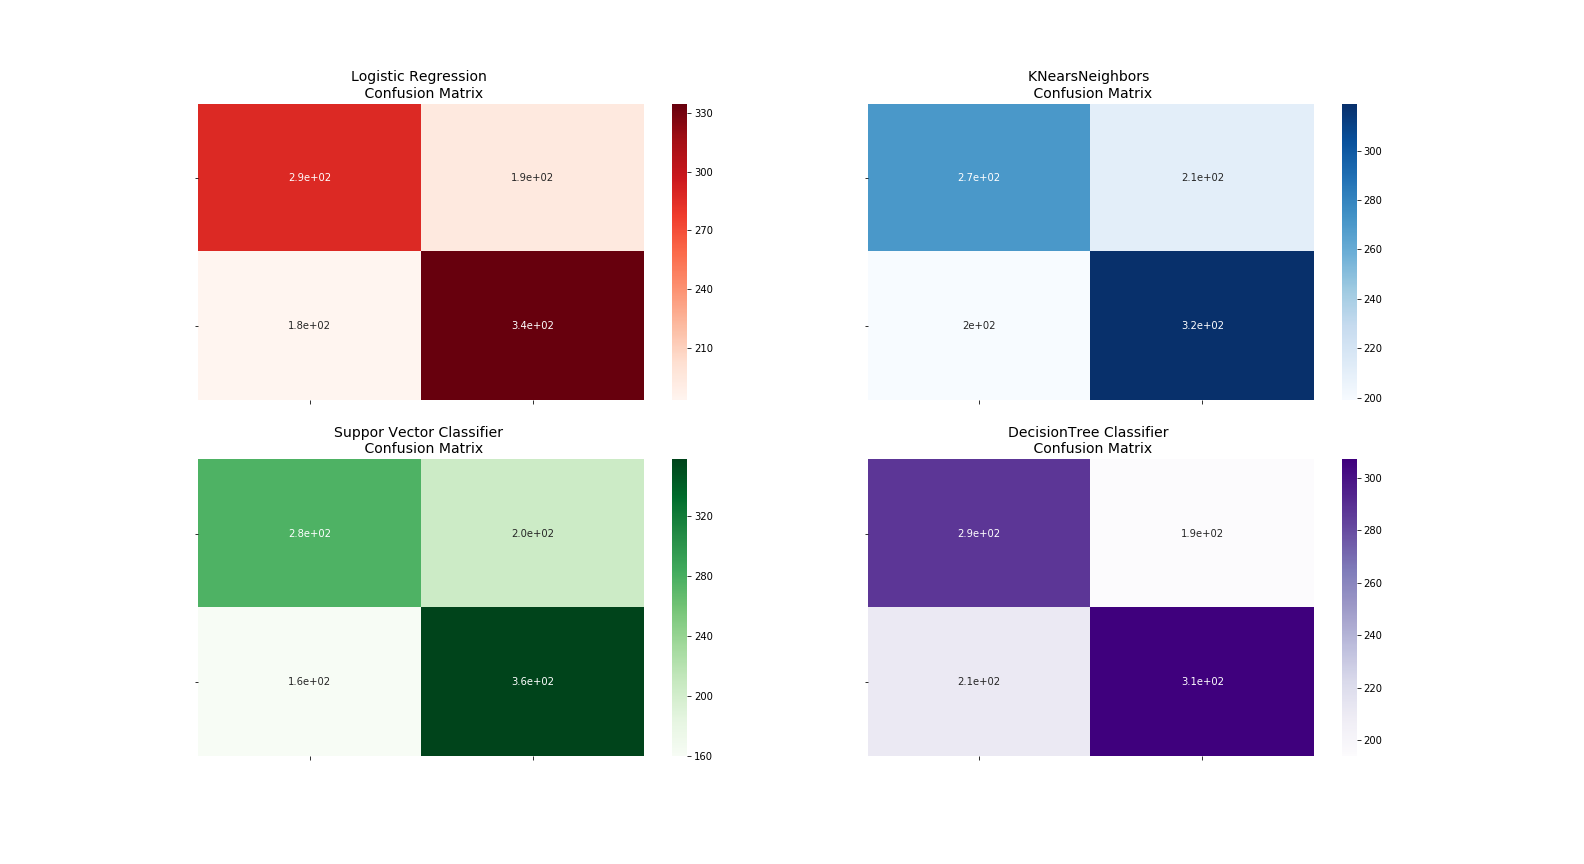 Logistic Regression
Confusion Matrix
2.9e+02
1.9e+02
1.8e+02
3.4e+02
330
300
270
240
210
KNearsNeighbors
Confusion Matrix
2.7e+02
2.1e+02
2e+02
3.2e+02
300
280
260
240
220
200
Suppor Vector Classifier
Confusion Matrix
2.8e+02
2.0e+02
1.6e+02
3.6e+02
320
280
240
200
160
DecisionTree Classifier
Confusion Matrix
2.9e+02
1.9e+02
2.1e+02
3.1e+02
300
280
260
240
220
200